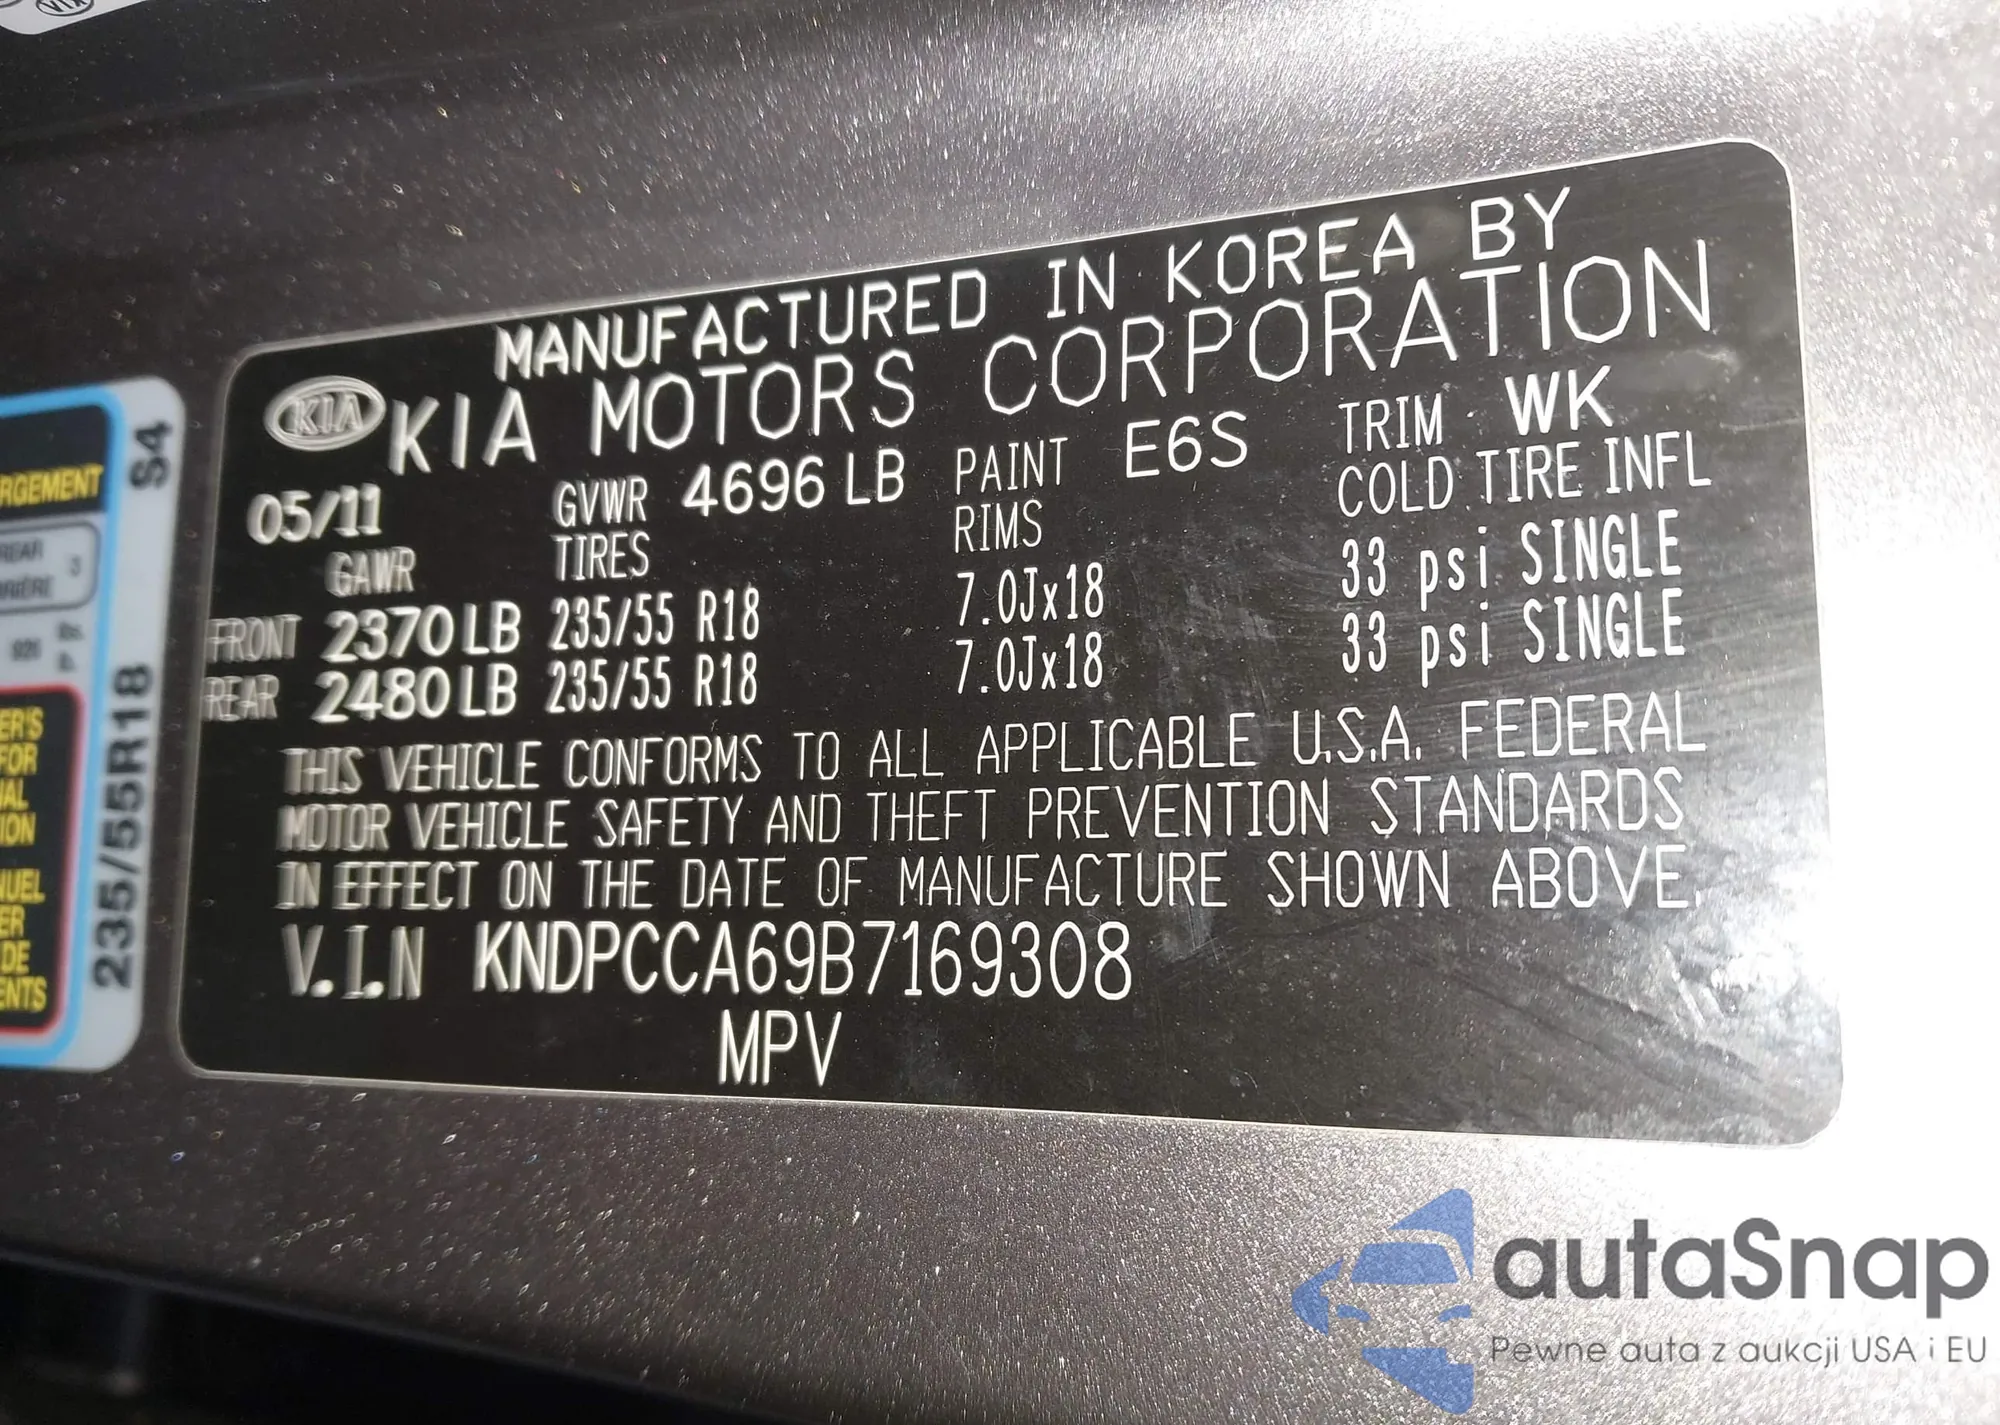 MANUFACTURED IN KOREA BY
KIA KIA MOTORS CORPORATION
05/11 GVWR 4696 LB PAINT E6S TRIM WK
GAWR TIRES RIMS COLD TIRE INFL
FRONT 2370 LB 235/55 R18 7.0Jx18 33 psi SINGLE
REAR 2480 LB 235/55 R18 7.0Jx18 33 psi SINGLE
THIS VEHICLE CONFORMS TO ALL APPLICABLE U.S.A. FEDERAL
MOTOR VEHICLE SAFETY AND THEFT PREVENTION STANDARDS
IN EFFECT ON THE DATE OF MANUFACTURE SHOWN ABOVE.
V.I.N KNDPCCA69B7169308
MPV
S4
235/55R18
REAR
3
autaSnap
Pewne auta z aukcji USA i EU